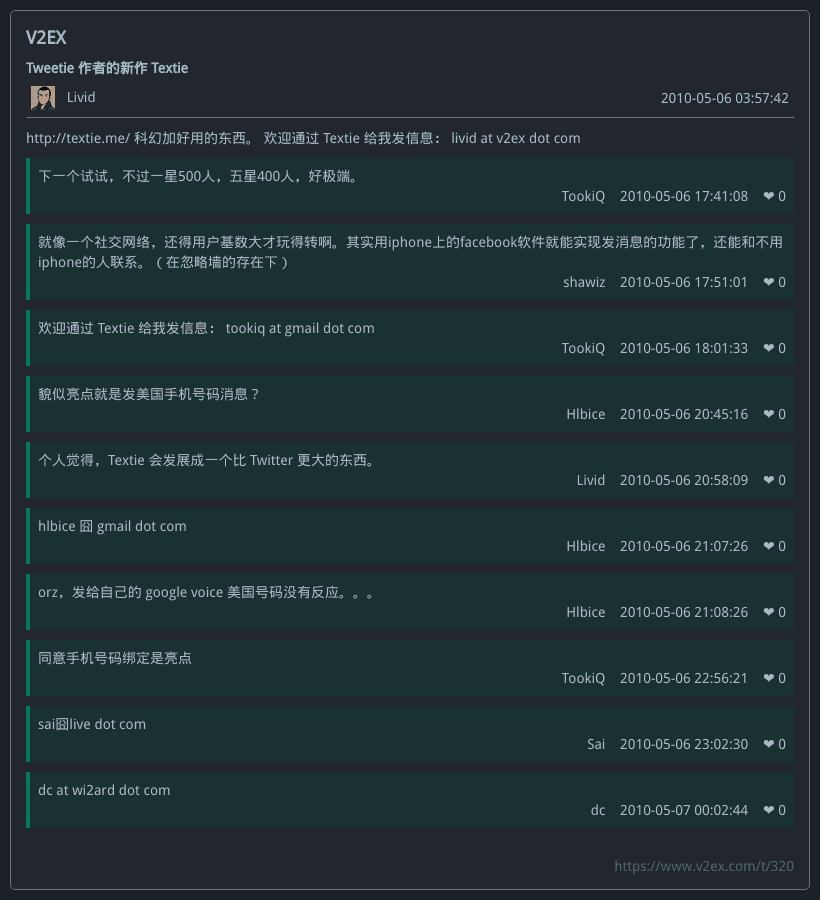 V2EX
Tweetie 作者的新作 Textie
Livid 2010-05-06 03:57:42
http://textie.me/ 科幻加好用的东西。 欢迎通过 Textie 给我发信息： livid at v2ex dot com
下一个试试，不过一星500人，五星400人，好极端。
TookiQ 2010-05-06 17:41:08 ❤ 0
就像一个社交网络，还得用户基数大才玩得转啊。其实用iphone上的facebook软件就能实现发消息的功能了，还能和不用
iphone的人联系。（在忽略墙的存在下）
shawiz 2010-05-06 17:51:01 ❤ 0
欢迎通过 Textie 给我发信息： tookiq at gmail dot com
TookiQ 2010-05-06 18:01:33 ❤ 0
貌似亮点就是发美国手机号码消息？
Hlbice 2010-05-06 20:45:16 ❤ 0
个人觉得，Textie 会发展成一个比 Twitter 更大的东西。
Livid 2010-05-06 20:58:09 ❤ 0
hlbice 囧 gmail dot com
Hlbice 2010-05-06 21:07:26 ❤ 0
orz，发给自己的 google voice 美国号码没有反应。。。
Hlbice 2010-05-06 21:08:26 ❤ 0
同意手机号码绑定是亮点
TookiQ 2010-05-06 22:56:21 ❤ 0
sai囧live dot com
Sai 2010-05-06 23:02:30 ❤ 0
dc at wi2ard dot com
dc 2010-05-07 00:02:44 ❤ 0
https://www.v2ex.com/t/320